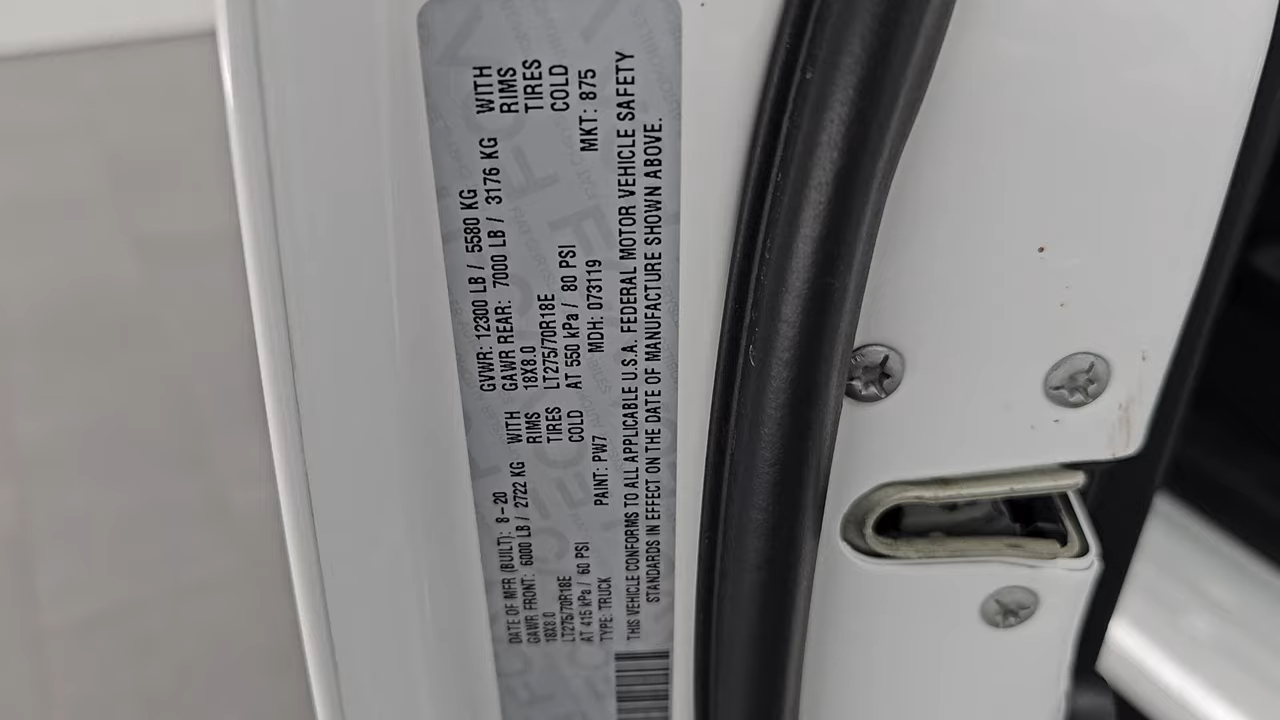 DATE OF MFR (BUILT): 8-20 GVWR: 12300 LB / 5580 KG
GAWR FRONT: 6000 LB / 2722 KG WITH GAWR REAR: 7000 LB / 3176 KG WITH
18X8.0 RIMS 18X8.0 RIMS
LT275/70R18E TIRES LT275/70R18E TIRES
AT 415 kPa / 60 PSI COLD AT 550 kPa / 80 PSI COLD
TYPE: TRUCK PAINT: PW7 MDH: 073119 MKT: 875
THIS VEHICLE CONFORMS TO ALL APPLICABLE U.S.A. FEDERAL MOTOR VEHICLE SAFETY
STANDARDS IN EFFECT ON THE DATE OF MANUFACTURE SHOWN ABOVE.